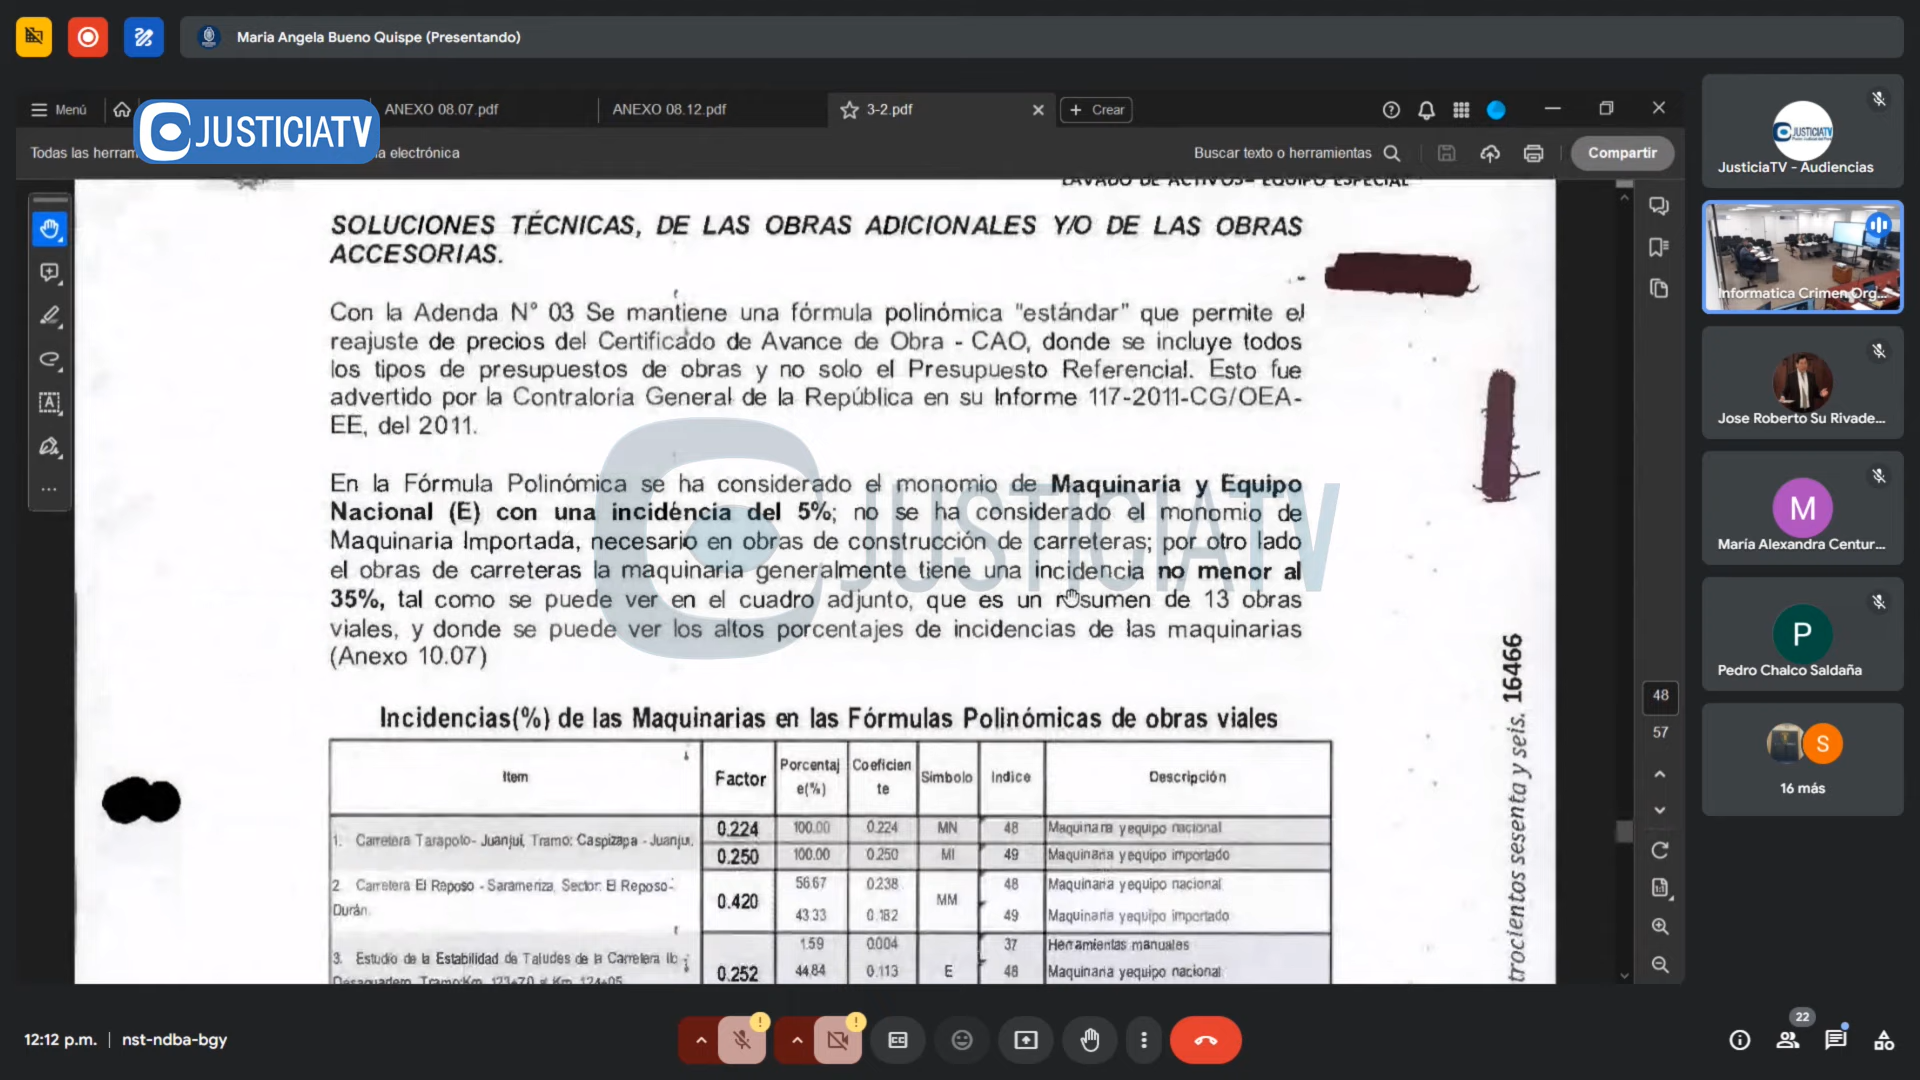 Maria Angela Bueno Quispe (Presentando)
Menú
ANEXO 08.07.pdf
ANEXO 08.12.pdf
3-2.pdf
Crear
JUSTICIATV
Todas las herram
electrónica
Buscar texto o herramientas
Compartir
LAVADO DE ACTIVOS- EQUIPO ESPECIAL
SOLUCIONES TÉCNICAS, DE LAS OBRAS ADICIONALES Y/O DE LAS OBRAS
ACCESORIAS.
Con la Adenda N° 03 Se mantiene una fórmula polinómica "estándar" que permite el
reajuste de precios del Certificado de Avance de Obra - CAO, donde se incluye todos
los tipos de presupuestos de obras y no solo el Presupuesto Referencial. Esto fue
advertido por la Contraloría General de la República en su Informe 117-2011-CG/OEA-
EE, del 2011.
En la Fórmula Polinómica se ha considerado el monomio de Maquinaria y Equipo
Nacional (E) con una incidencia del 5%; no se ha considerado el monomio de
Maquinaria Importada, necesario en obras de construcción de carreteras; por otro lado
el obras de carreteras la maquinaria generalmente tiene una incidencia no menor al
35%, tal como se puede ver en el cuadro adjunto, que es un resumen de 13 obras
viales, y donde se puede ver los altos porcentajes de incidencias de las maquinarias
(Anexo 10.07)
JUSTICIATV
Incidencias(%) de las Maquinarias en las Fórmulas Polinómicas de obras viales
Item Factor Porcentaj e(%) Coeficien te Simbolo Indice Descripción
1. Carretera Tarapoto- Juanjui, Tramo: Caspizapa - Juanjui.
0.224 100.00 0.224 MN 48 Maquinaria y equipo nacional
0.250 100.00 0.250 MI 49 Maquinaria y equipo importado
2. Carretera El Reposo - Sarameriza, Sector: El Reposo-
Durán.
0.420 56.67 0.238 MM 48 Maquinaria y equipo nacional
43.33 0.182 49 Maquinaria y equipo importado
3. Estudio de la Estabilidad de Taludes de la Carretera Ilo -
Desaguadero, Tramo:Km.
0.252 1.59 0.004 E 37 Herramientas manuales
44.84 0.113 48 Maquinaria y equipo nacional
trocientos sesenta y seis. 16466
48
57
JUSTICIATV
JusticiaTV - Audiencias
Informatica Crimen Org...
Jose Roberto Su Rivade...
M
María Alexandra Centur...
P
Pedro Chalco Saldaña
S
16 más
12:12 p.m. | nst-ndba-bgy
22